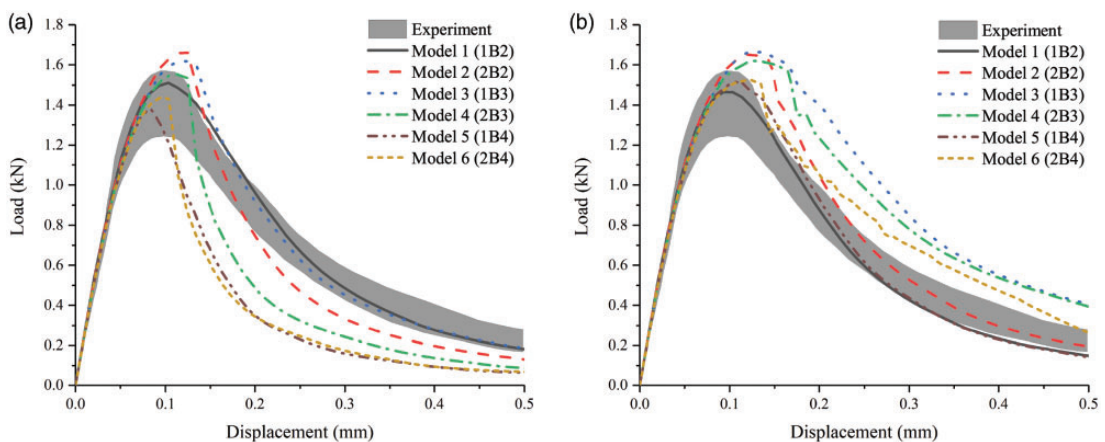 (a)
1.8
1.6
1.4
1.2
1.0
0.8
0.6
0.4
0.2
0.0
Load (kN)
Experiment
Model 1 (1B2)
Model 2 (2B2)
Model 3 (1B3)
Model 4 (2B3)
Model 5 (1B4)
Model 6 (2B4)
0.0 0.1 0.2 0.3 0.4 0.5
Displacement (mm)
(b)
1.8
1.6
1.4
1.2
1.0
0.8
0.6
0.4
0.2
0.0
Load (kN)
Experiment
Model 1 (1B2)
Model 2 (2B2)
Model 3 (1B3)
Model 4 (2B3)
Model 5 (1B4)
Model 6 (2B4)
0.0 0.1 0.2 0.3 0.4 0.5
Displacement (mm)